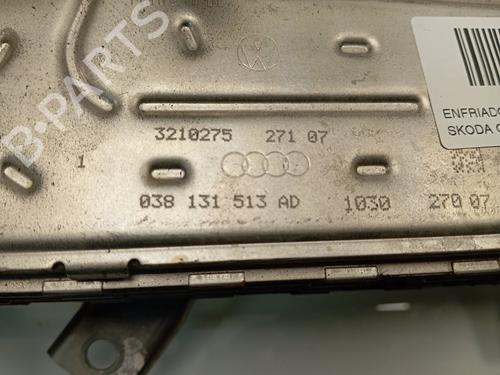 ENFRIADO
SKODA
3210275 271 07
1
038 131 513 AD 1030 270 07
B-PARTS